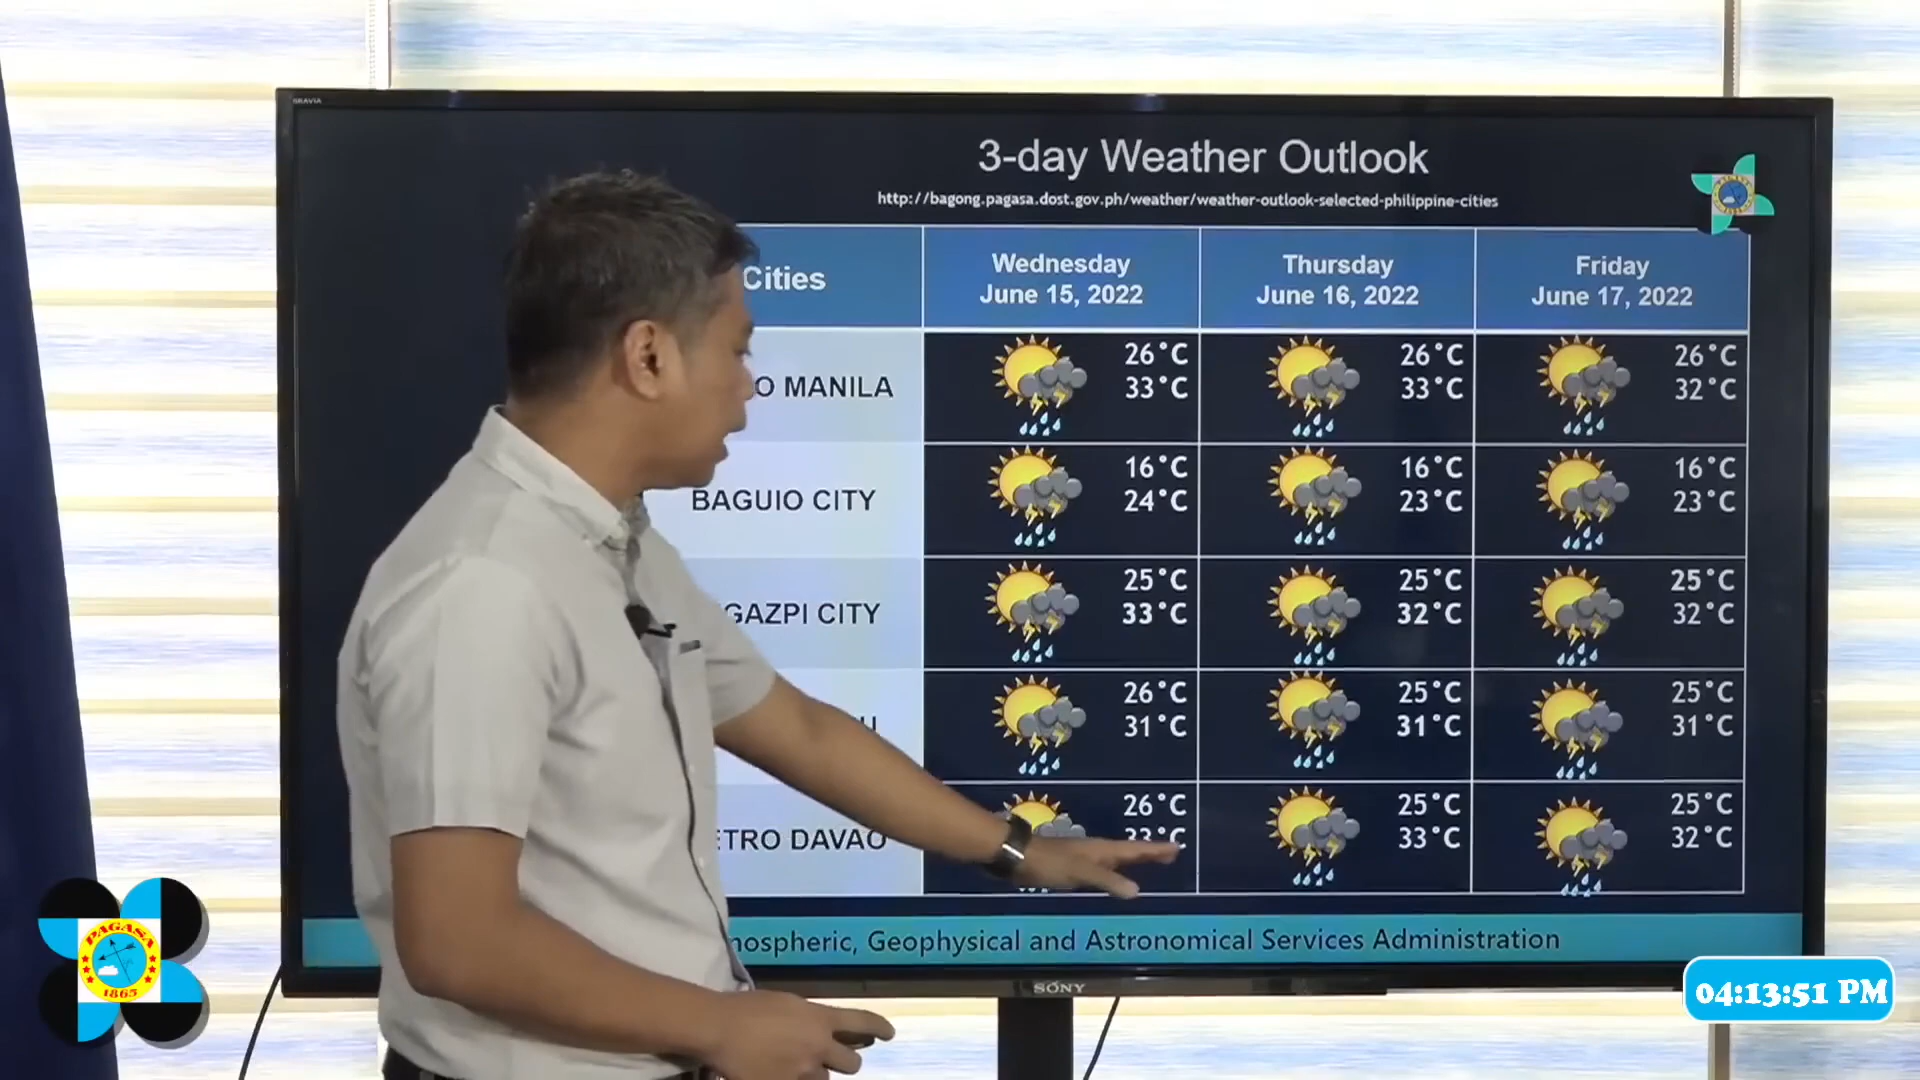 BRAVIA
3-day Weather Outlook
http://bagong.pagasa.dost.gov.ph/weather/weather-outlook-selected-philippine-cities
Cities
Wednesday
June 15, 2022
Thursday
June 16, 2022
Friday
June 17, 2022
O MANILA
26°C
33°C
26°C
33°C
26°C
32°C
BAGUIO CITY
16°C
24°C
16°C
23°C
16°C
23°C
GAZPI CITY
25°C
33°C
25°C
32°C
25°C
32°C
U
26°C
31°C
25°C
31°C
25°C
31°C
ETRO DAVAO
26°C
33°C
25°C
33°C
25°C
32°C
mospheric, Geophysical and Astronomical Services Administration
SONY
PAGASA
1865
04:13:51 PM